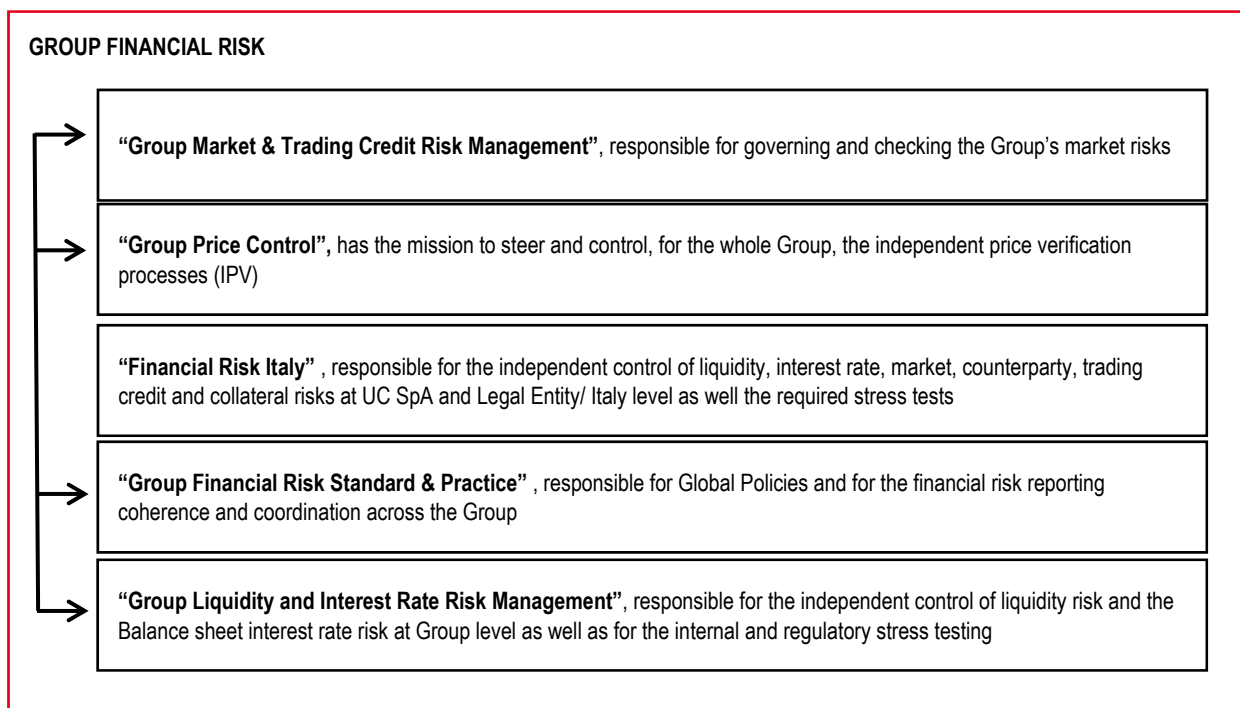 GROUP FINANCIAL RISK
“Group Market & Trading Credit Risk Management”, responsible for governing and checking the Group’s market risks
“Group Price Control”, has the mission to steer and control, for the whole Group, the independent price verification
processes (IPV)
“Financial Risk Italy” , responsible for the independent control of liquidity, interest rate, market, counterparty, trading
credit and collateral risks at UC SpA and Legal Entity/ Italy level as well the required stress tests
“Group Financial Risk Standard & Practice” , responsible for Global Policies and for the financial risk reporting
coherence and coordination across the Group
“Group Liquidity and Interest Rate Risk Management”, responsible for the independent control of liquidity risk and the
Balance sheet interest rate risk at Group level as well as for the internal and regulatory stress testing